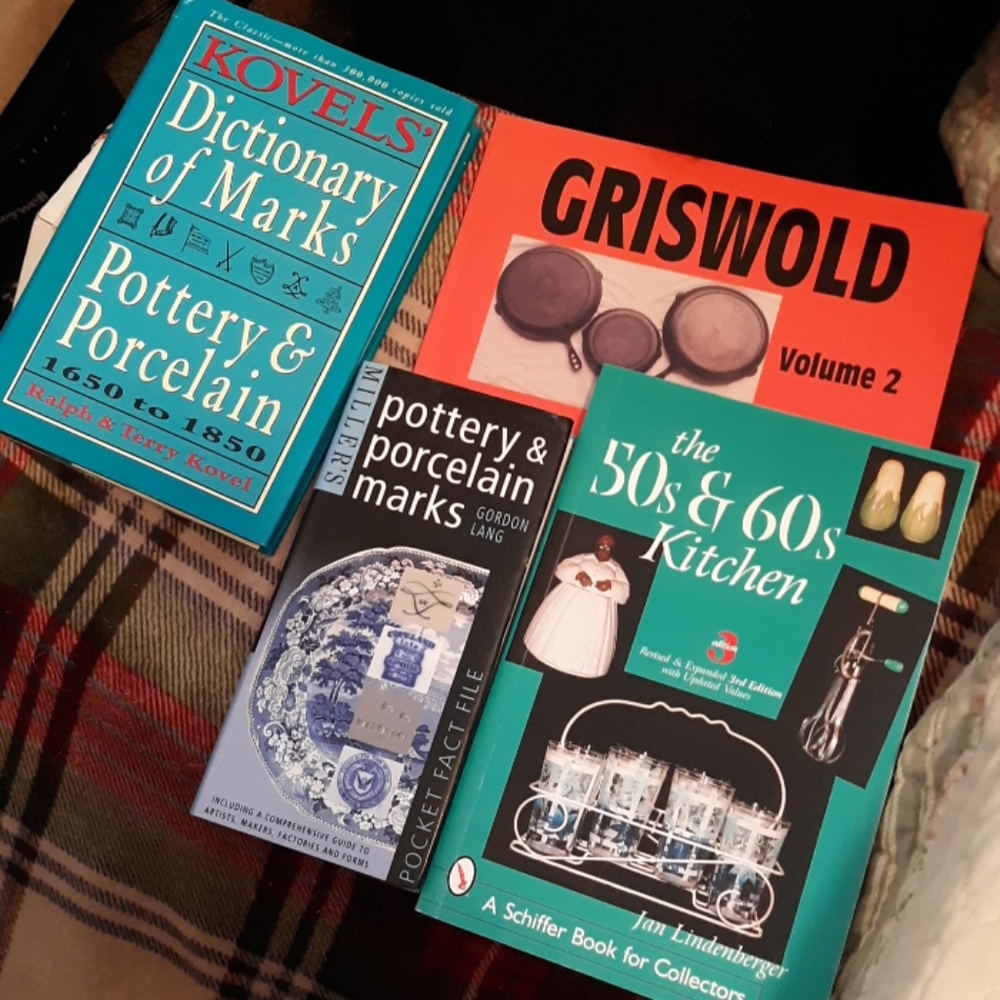 The Classic—more than 300,000 copies sold
KOVELS'
Dictionary
of Marks
Pottery &
Porcelain
1650 to 1850
Ralph & Terry Kovel
GRISWOLD
Volume 2
MILLER'S
pottery &
porcelain
marks
GORDON
LANG
W
INCLUDING A COMPREHENSIVE GUIDE TO
ARTISTS, MAKERS, FACTORIES AND FORMS
POCKET FACT FILE
the
50s & 60s
Kitchen
3
edition
Revised & Expanded 3rd Edition
with Updated Values
Jan Lindenberger
A Schiffer Book for Collectors